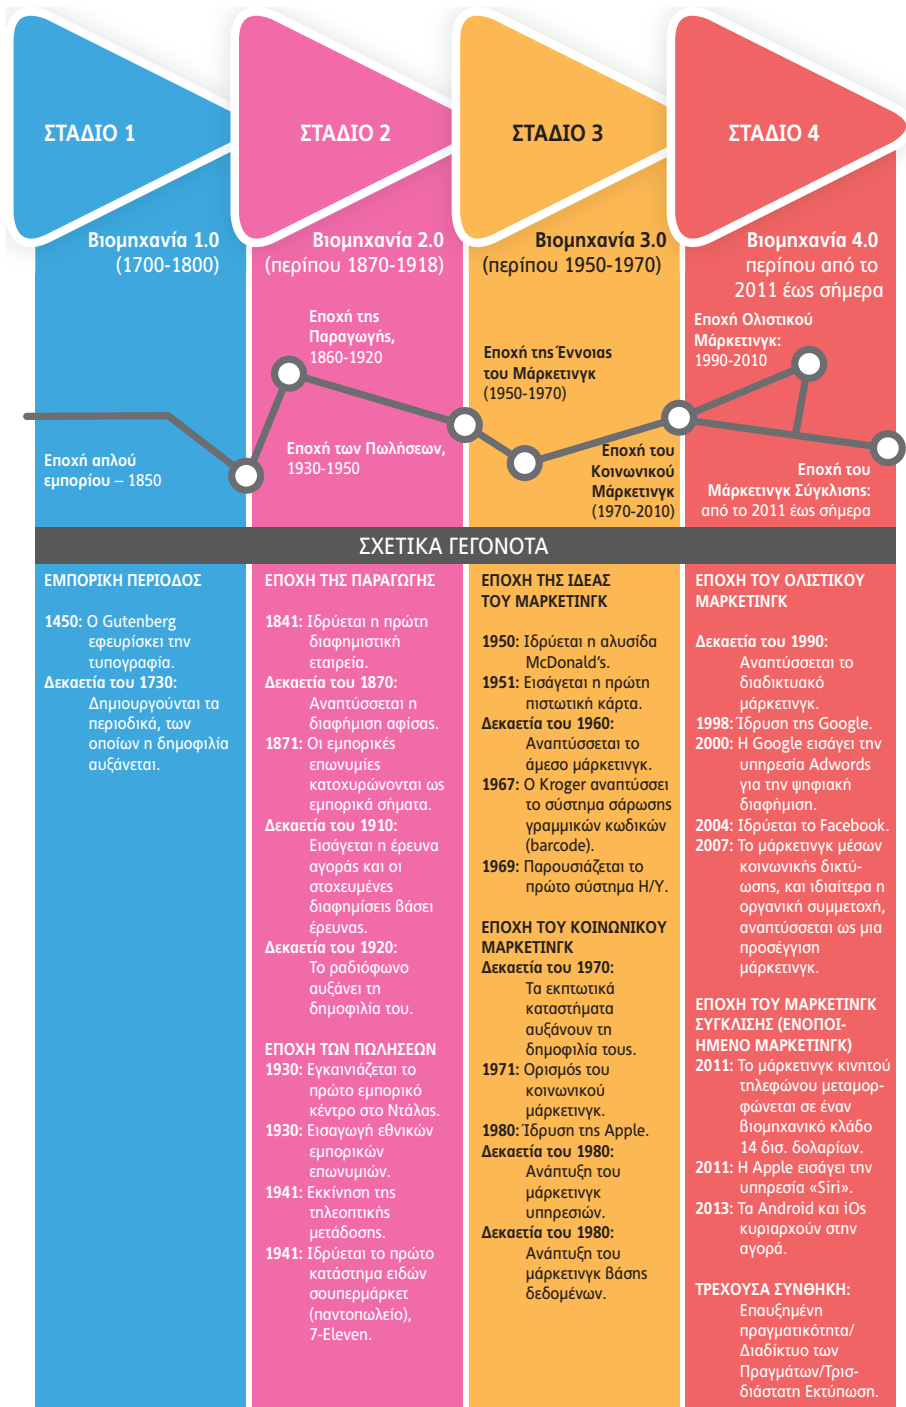 ΣΤΑΔΙΟ 1
Βιομηχανία 1.0
(1700-1800)
Εποχή απλού
εμπορίου – 1850
ΣΤΑΔΙΟ 2
Βιομηχανία 2.0
(περίπου 1870-1918)
Εποχή της
Παραγωγής,
1860-1920
Εποχή των Πωλήσεων,
1930-1950
ΣΤΑΔΙΟ 3
Βιομηχανία 3.0
(περίπου 1950-1970)
Εποχή της Έννοιας
του Μάρκετινγκ
(1950-1970)
Εποχή του
Κοινωνικού
Μάρκετινγκ
(1970-2010)
ΣΤΑΔΙΟ 4
Βιομηχανία 4.0
περίπου από το
2011 έως σήμερα
Εποχή Ολιστικού
Μάρκετινγκ:
1990-2010
Εποχή του
Μάρκετινγκ Σύγκλισης:
από το 2011 έως σήμερα
ΣΧΕΤΙΚΑ ΓΕΓΟΝΟΤΑ
ΕΜΠΟΡΙΚΗ ΠΕΡΙΟΔΟΣ
1450: Ο Gutenberg
εφευρίσκει την
τυπογραφία.
Δεκαετία του 1730:
Δημιουργούνται τα
περιοδικά, των
οποίων η δημοφιλία
αυξάνεται.
ΕΠΟΧΗ ΤΗΣ ΠΑΡΑΓΩΓΗΣ
1841: Ιδρύεται η πρώτη
διαφημιστική
εταιρεία.
Δεκαετία του 1870:
Αναπτύσσεται η
διαφήμιση αφίσας.
1871: Οι εμπορικές
επωνυμίες
κατοχυρώνονται ως
εμπορικά σήματα.
Δεκαετία του 1910:
Εισάγεται η έρευνα
αγοράς και οι
στοχευμένες
διαφημίσεις βάσει
έρευνας.
Δεκαετία του 1920:
Το ραδιόφωνο
αυξάνει τη
δημοφιλία του.
ΕΠΟΧΗ ΤΩΝ ΠΩΛΗΣΕΩΝ
1930: Εγκαινιάζεται το
πρώτο εμπορικό
κέντρο στο Ντάλας.
1930: Εισαγωγή εθνικών
εμπορικών
επωνυμιών.
1941: Εκκίνηση της
τηλεοπτικής
μετάδοσης.
1941: Ιδρύεται το πρώτο
κατάστημα ειδών
σουπερμάρκετ
(παντοπωλείο),
7-Eleven.
ΕΠΟΧΗ ΤΗΣ ΙΔΕΑΣ
ΤΟΥ ΜΑΡΚΕΤΙΝΓΚ
1950: Ιδρύεται η αλυσίδα
McDonald’s.
1951: Εισάγεται η πρώτη
πιστωτική κάρτα.
Δεκαετία του 1960:
Αναπτύσσεται το
άμεσο μάρκετινγκ.
1967: Ο Kroger αναπτύσσει
το σύστημα σάρωσης
γραμμικών κωδικών
(barcode).
1969: Παρουσιάζεται το
πρώτο σύστημα Η/Υ.
ΕΠΟΧΗ ΤΟΥ ΚΟΙΝΩΝΙΚΟΥ
ΜΑΡΚΕΤΙΝΓΚ
Δεκαετία του 1970:
Τα εκπτωτικά
καταστήματα
αυξάνουν τη
δημοφιλία τους.
1971: Ορισμός του
κοινωνικού
μάρκετινγκ.
1980: Ίδρυση της Apple.
Δεκαετία του 1980:
Ανάπτυξη του
μάρκετινγκ
υπηρεσιών.
Δεκαετία του 1980:
Ανάπτυξη του
μάρκετινγκ βάσης
δεδομένων.
ΕΠΟΧΗ ΤΟΥ ΟΛΙΣΤΙΚΟΥ
ΜΑΡΚΕΤΙΝΓΚ
Δεκαετία του 1990:
Αναπτύσσεται το
διαδικτυακό
μάρκετινγκ.
1998: Ίδρυση της Google.
2000: Η Google εισάγει την
υπηρεσία Adwords
για την ψηφιακή
διαφήμιση.
2004: Ιδρύεται το Facebook.
2007: Το μάρκετινγκ μέσων
κοινωνικής δικτύ-
ωσης, και ιδιαίτερα η
οργανική συμμετοχή,
αναπτύσσεται ως μια
προσέγγιση
μάρκετινγκ.
ΕΠΟΧΗ ΤΟΥ ΜΑΡΚΕΤΙΝΓΚ
ΣΥΓΚΛΙΣΗΣ (ΕΝΟΠΟΙ-
ΗΜΕΝΟ ΜΑΡΚΕΤΙΝΓΚ)
2011: Το μάρκετινγκ κινητού
τηλεφώνου μεταμορ-
φώνεται σε έναν
βιομηχανικό κλάδο
14 δισ. δολαρίων.
2011: Η Apple εισάγει την
υπηρεσία «Siri».
2013: Τα Android και iOs
κυριαρχούν στην
αγορά.
ΤΡΕΧΟΥΣΑ ΣΥΝΘΗΚΗ:
Επαυξημένη
πραγματικότητα/
Διαδίκτυο των
Πραγμάτων/Τρισ-
διάστατη Εκτύπωση.